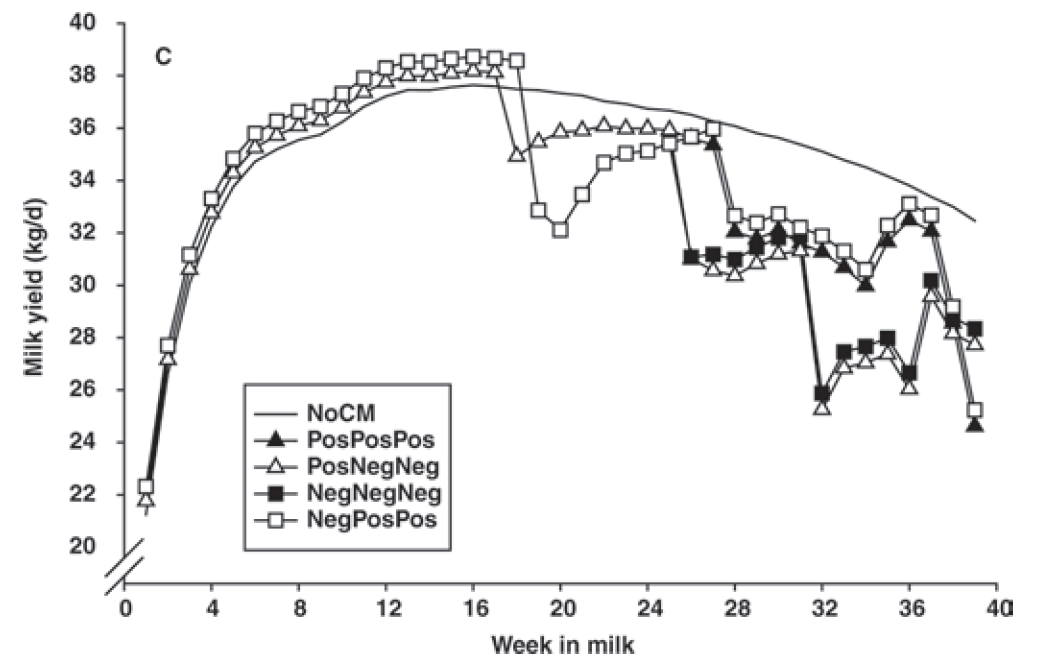 C
Milk yield (kg/d)
40
38
36
34
32
30
28
26
24
22
20
NoCM
PosPosPos
PosNegNeg
NegNegNeg
NegPosPos
0 4 8 12 16 20 24 28 32 36 40
Week in milk